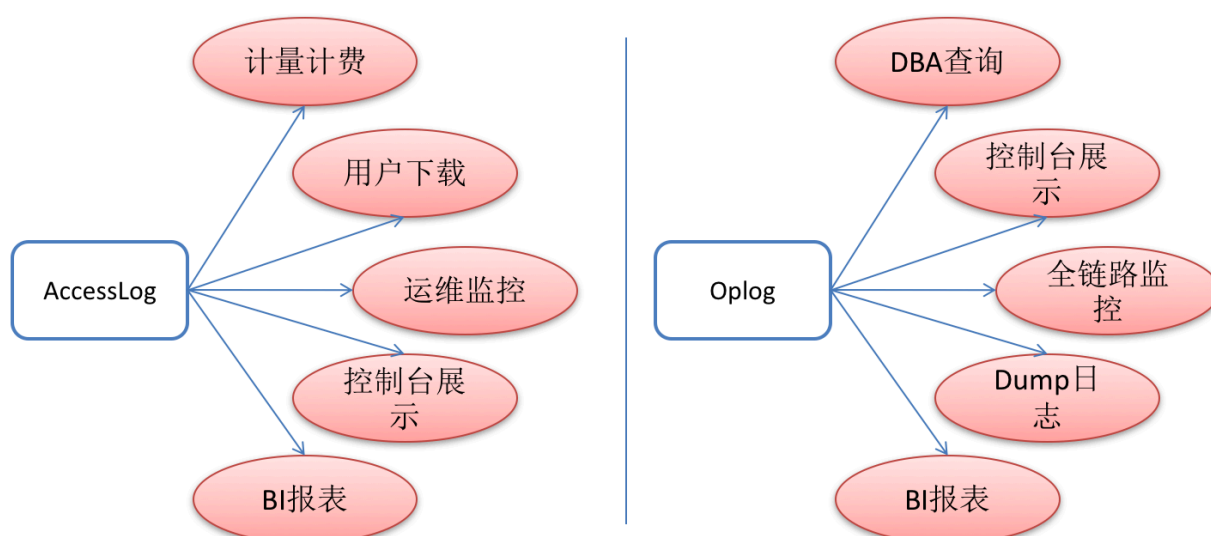 计量计费
用户下载
AccessLog
运维监控
控制台展
示
BI报表
DBA查询
控制台展
示
Oplog
全链路监
控
Dump日
志
BI报表